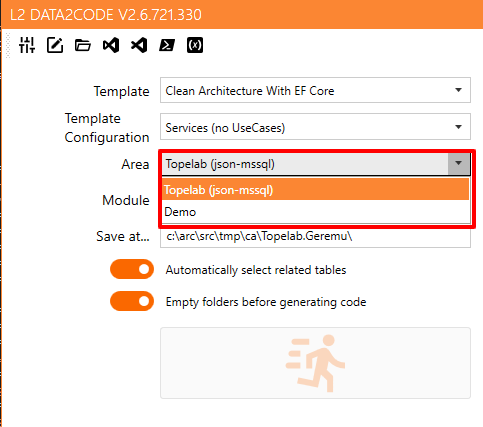 L2 DATA2CODE V2.6.721.330
Template Clean Architecture With EF Core
Template
Configuration Services (no UseCases)
Area Topelab (json-mssql)
Topelab (json-mssql)
Module
Demo
Save at... c:\arc\src\tmp\ca\Topelab.Geremu\
Automatically select related tables
Empty folders before generating code